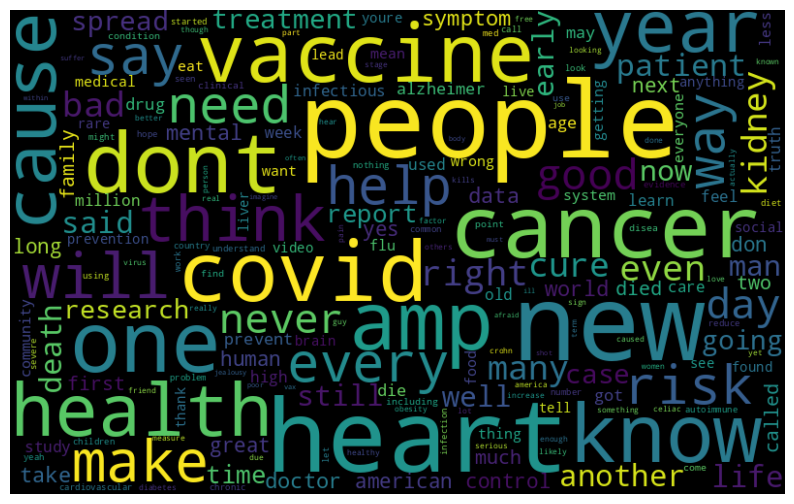 spread treatment youre symptom year less
started though condition part med free call may
cause say vaccine early patient
suffer seen eat lead mean looking look
medical clinical infectious alzheimer stage known next anything
bad drug need rare hope live use job getting
mental week age everyone
family might better hear people way kidney truth
dont want often used wrong body done now
nothing kills help good data system learn feel evidence diet actually
million person real imagine
said think liver report yes factor cancer social
prevention video flu point disea don
long virus country understand pain common others must
using work find will covid right cure even man
really guy old world died care two
community research never prevent brain ill love
severe death one amp new day
sign afraid term reduce going
human food crohn
first jealousy high every many case see found
friend problem poor vax die america caused women yet
health still including well number got know risk called
thank obesity increase tell shot
study children great lot thing something celiac autoimmune
yeah measure make due heart enough come
take time let infection much likely another life
cardiovascular diabetes chronic doctor healthy american serious control